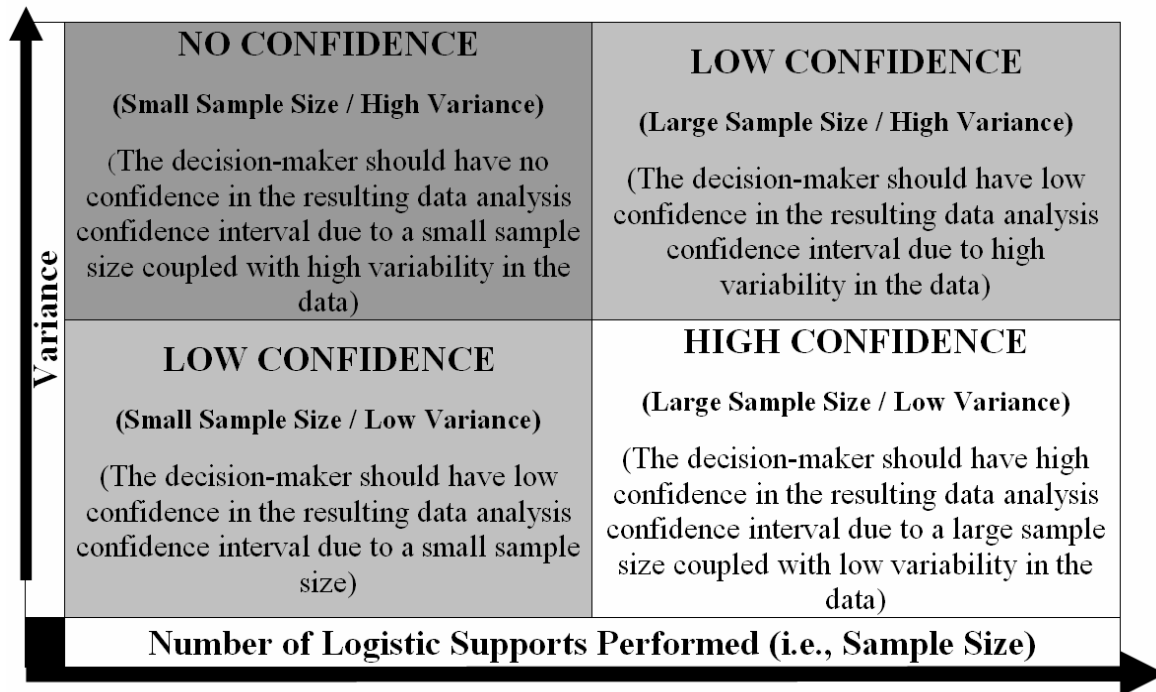 NO CONFIDENCE
(Small Sample Size / High Variance)
(The decision-maker should have no
confidence in the resulting data analysis
confidence interval due to a small sample
size coupled with high variability in the
data)
LOW CONFIDENCE
(Large Sample Size / High Variance)
(The decision-maker should have low
confidence in the resulting data analysis
confidence interval due to high
variability in the data)
Variance
LOW CONFIDENCE
(Small Sample Size / Low Variance)
(The decision-maker should have low
confidence in the resulting data analysis
confidence interval due to a small sample
size)
HIGH CONFIDENCE
(Large Sample Size / Low Variance)
(The decision-maker should have high
confidence in the resulting data analysis
confidence interval due to a large sample
size coupled with low variability in the
data)
Number of Logistic Supports Performed (i.e., Sample Size)